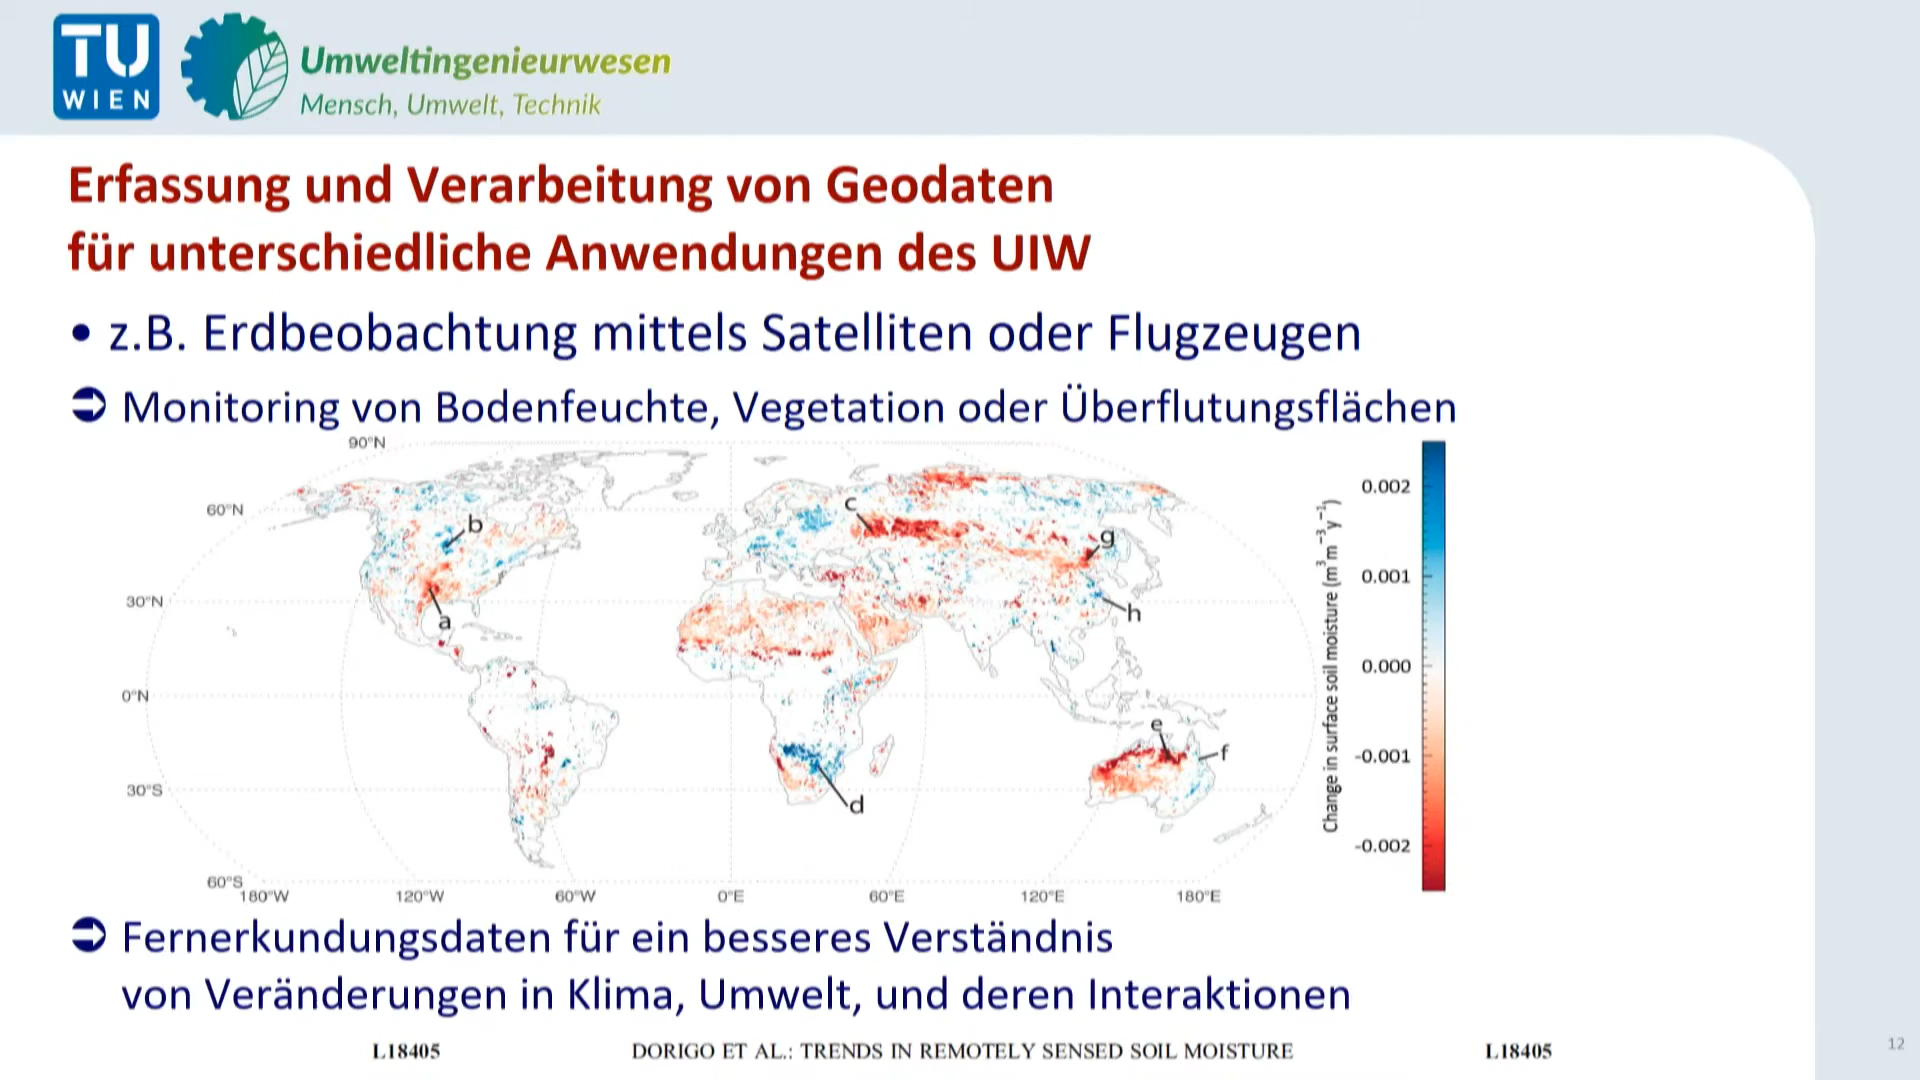 TU
WIEN
Umweltingenieurwesen
Mensch, Umwelt, Technik
Erfassung und Verarbeitung von Geodaten
für unterschiedliche Anwendungen des UIW
• z.B. Erdbeobachtung mittels Satelliten oder Flugzeugen
➲ Monitoring von Bodenfeuchte, Vegetation oder Überflutungsflächen
90°N
60°N
30°N
0°N
30°S
60°S
180°W 120°W 60°W 0°E 60°E 120°E 180°E
a
b
c
d
e
f
g
h
Change in surface soil moisture (m³m⁻³y⁻¹)
0.002
0.001
0.000
-0.001
-0.002
➲ Fernerkundungsdaten für ein besseres Verständnis
von Veränderungen in Klima, Umwelt, und deren Interaktionen
L18405 DORIGO ET AL.: TRENDS IN REMOTELY SENSED SOIL MOISTURE L18405
12